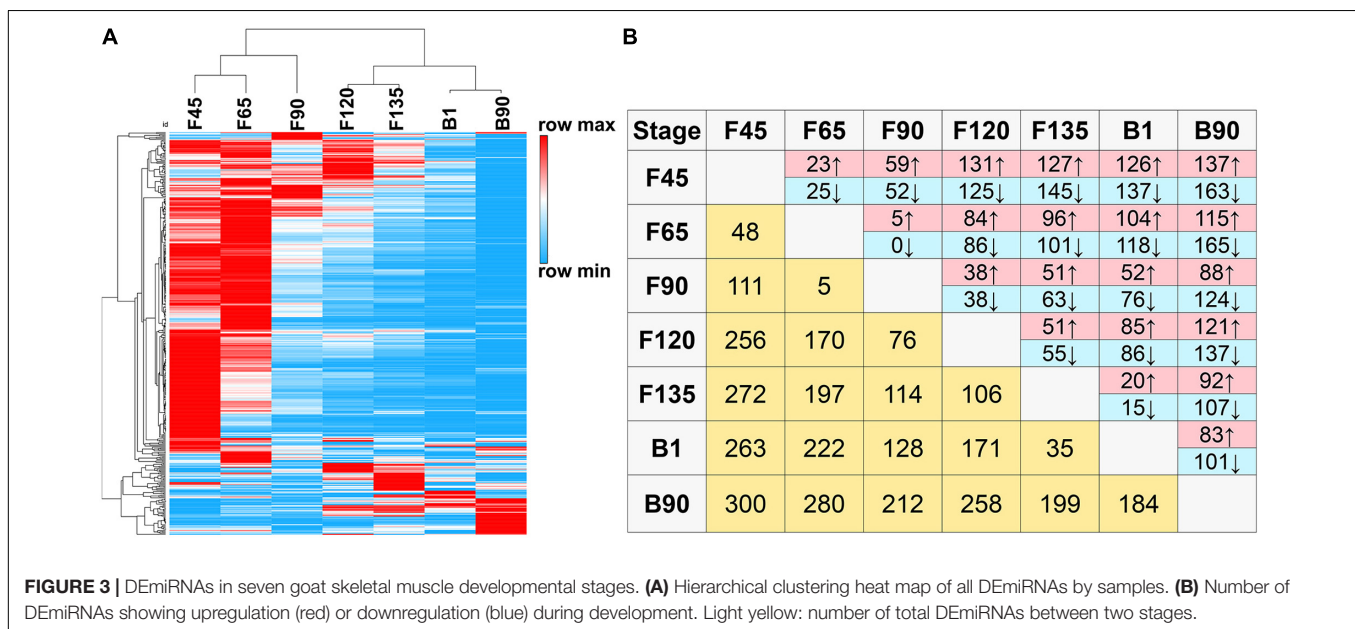 A
B
F45 F65 F90 F120 F135 B1 B90
id
row max
row min
Stage F45 F65 F90 F120 F135 B1 B90
F45 23↑ 59↑ 131↑ 127↑ 126↑ 137↑
25↓ 52↓ 125↓ 145↓ 137↓ 163↓
F65 48 5↑ 84↑ 96↑ 104↑ 115↑
0↓ 86↓ 101↓ 118↓ 165↓
F90 111 5 38↑ 51↑ 52↑ 88↑
38↓ 63↓ 76↓ 124↓
F120 256 170 76 51↑ 85↑ 121↑
55↓ 86↓ 137↓
F135 272 197 114 106 20↑ 92↑
15↓ 107↓
B1 263 222 128 171 35 83↑
101↓
B90 300 280 212 258 199 184
FIGURE 3 | DEmiRNAs in seven goat skeletal muscle developmental stages. (A) Hierarchical clustering heat map of all DEmiRNAs by samples. (B) Number of
DEmiRNAs showing upregulation (red) or downregulation (blue) during development. Light yellow: number of total DEmiRNAs between two stages.